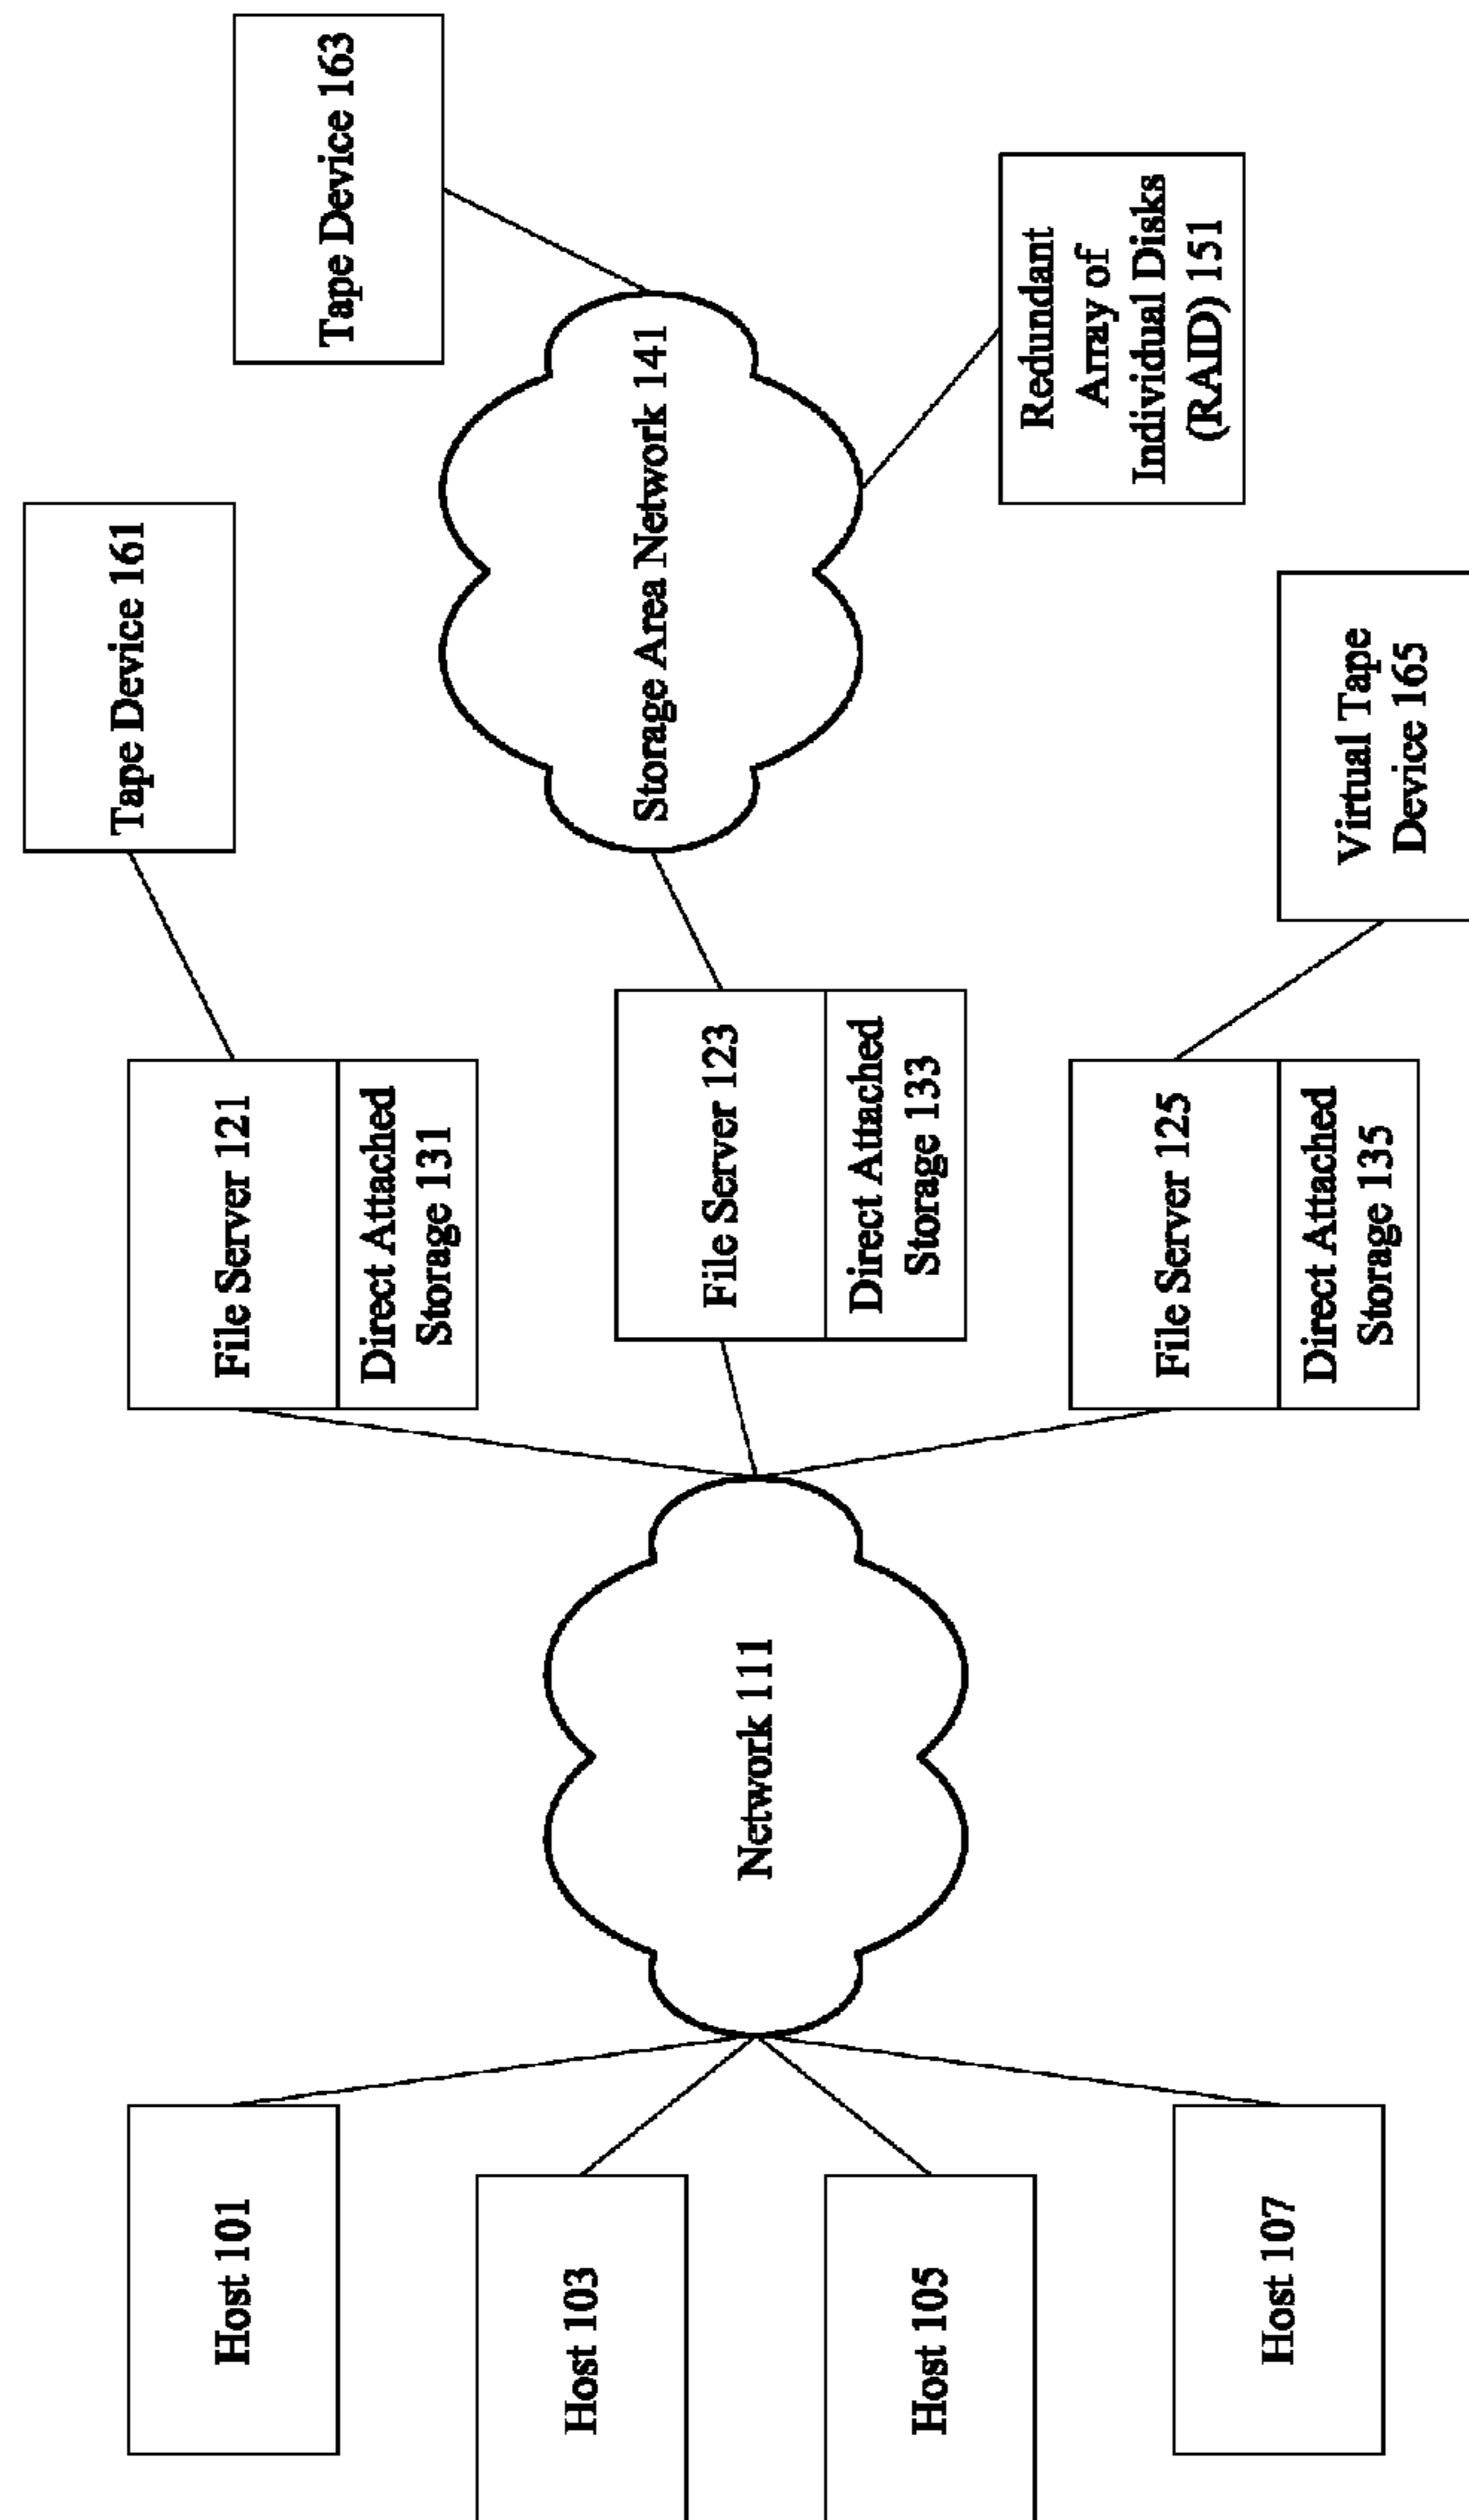 Host 101
Host 103
Host 105
Host 107
Network 111
File Server 121
Direct Attached
Storage 131
File Server 123
Direct Attached
Storage 133
File Server 125
Direct Attached
Storage 135
Tape Device 161
Storage Area Network 141
Virtual Tape
Device 165
Tape Device 163
Redundant
Array of
Individual Disks
(RAID) 151